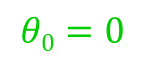 θ₀ = 0